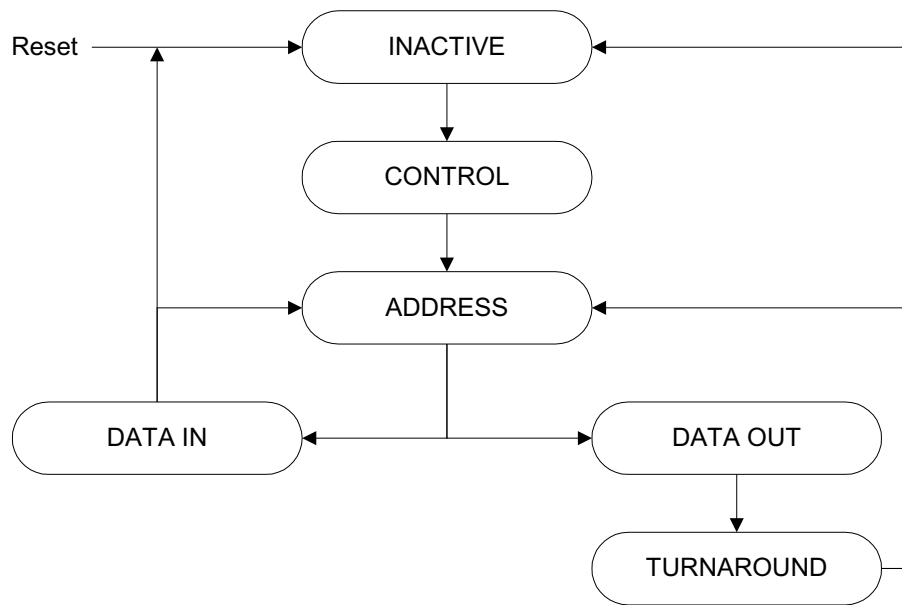 Reset
INACTIVE
CONTROL
ADDRESS
DATA IN
DATA OUT
TURNAROUND